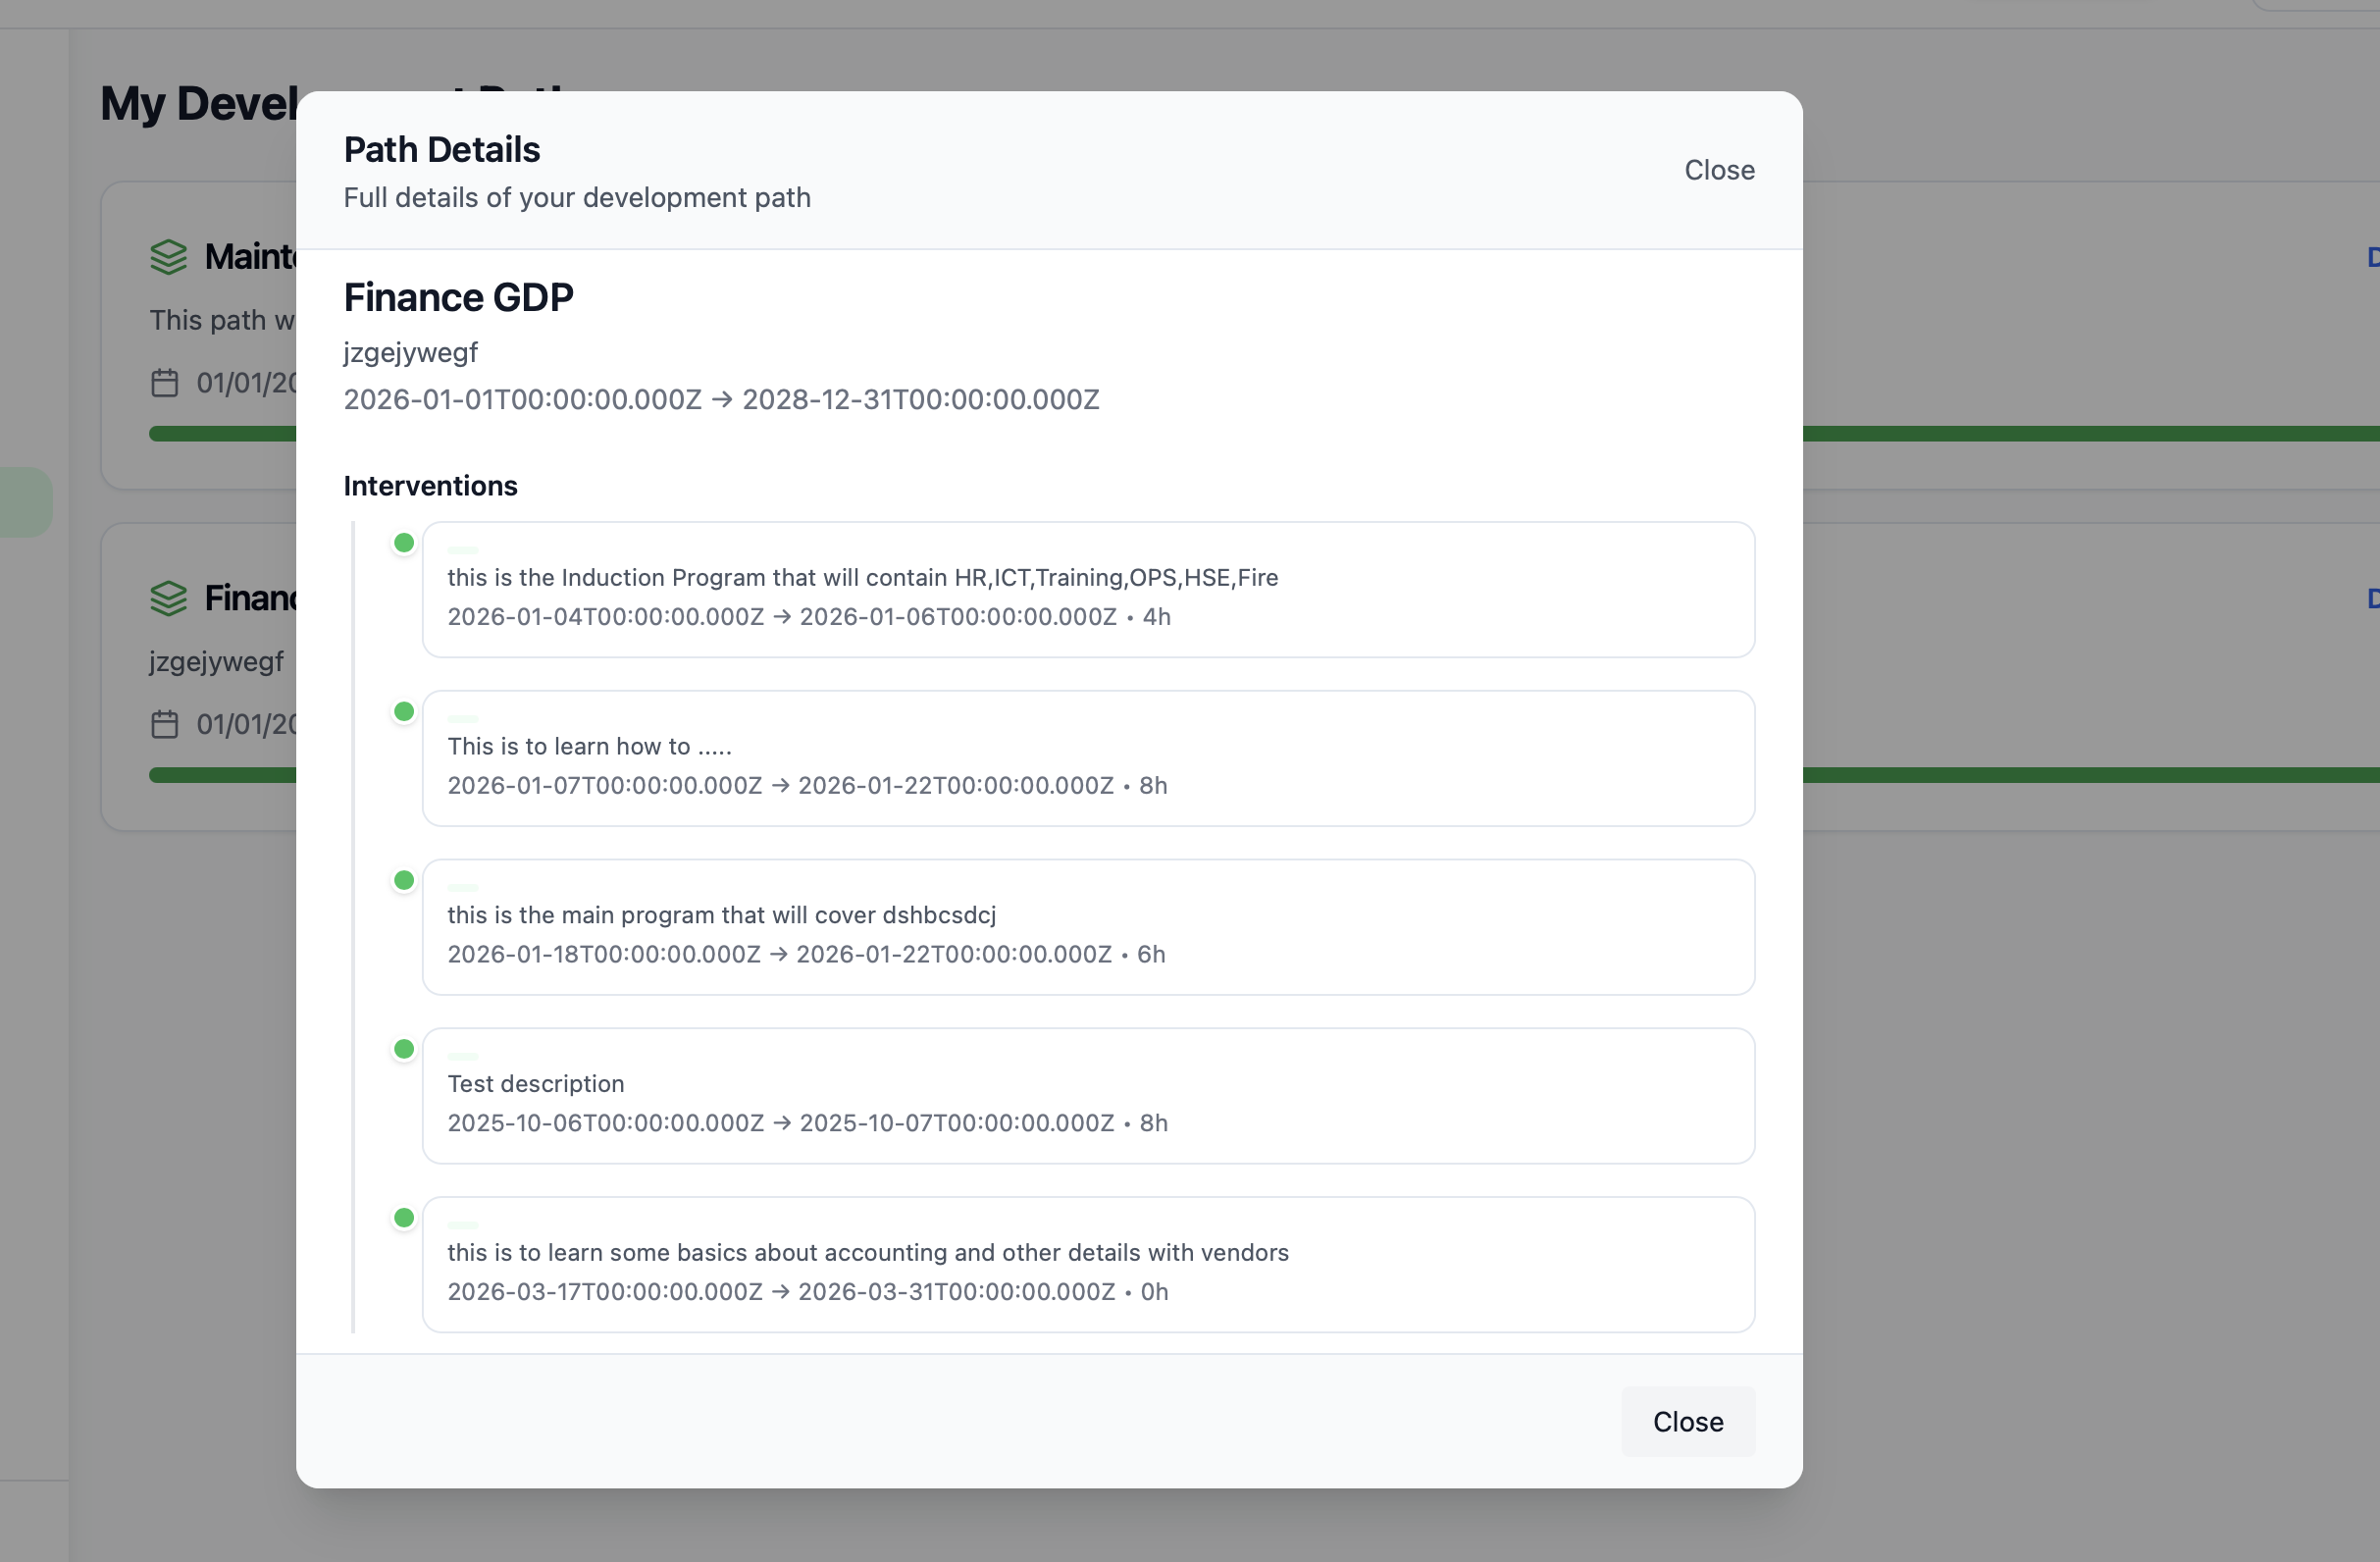 My Devel
Path Details
Full details of your development path
Close
Finance GDP
jzgejywegf
2026-01-01T00:00:00.000Z → 2028-12-31T00:00:00.000Z
Interventions
this is the Induction Program that will contain HR,ICT,Training,OPS,HSE,Fire
2026-01-04T00:00:00.000Z → 2026-01-06T00:00:00.000Z • 4h
This is to learn how to .....
2026-01-07T00:00:00.000Z → 2026-01-22T00:00:00.000Z • 8h
this is the main program that will cover dshbcsdcj
2026-01-18T00:00:00.000Z → 2026-01-22T00:00:00.000Z • 6h
Test description
2025-10-06T00:00:00.000Z → 2025-10-07T00:00:00.000Z • 8h
this is to learn some basics about accounting and other details with vendors
2026-03-17T00:00:00.000Z → 2026-03-31T00:00:00.000Z • 0h
Close
This path w
01/01/20
Financ
jzgejywegf
01/01/20